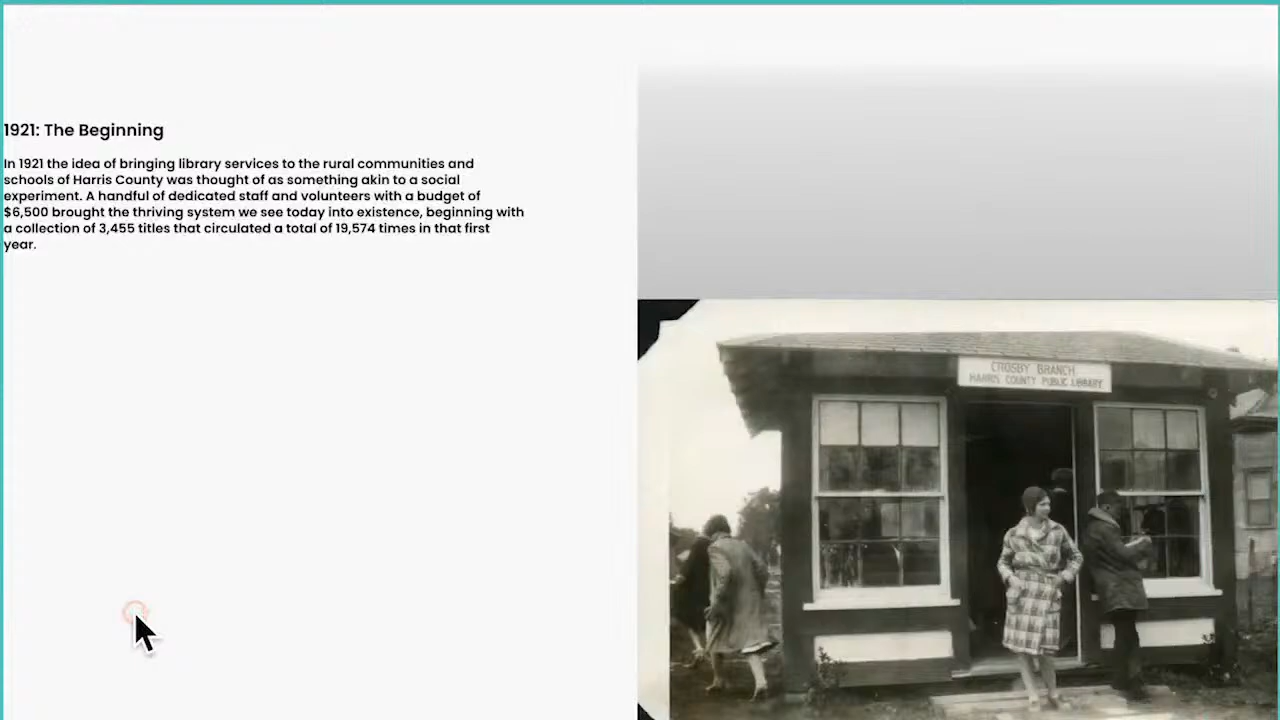 1921: The Beginning
In 1921 the idea of bringing library services to the rural communities and
schools of Harris County was thought of as something akin to a social
experiment. A handful of dedicated staff and volunteers with a budget of
$6,500 brought the thriving system we see today into existence, beginning with
a collection of 3,455 titles that circulated a total of 19,574 times in that first
year.
CROSBY BRANCH
HARRIS COUNTY PUBLIC LIBRARY